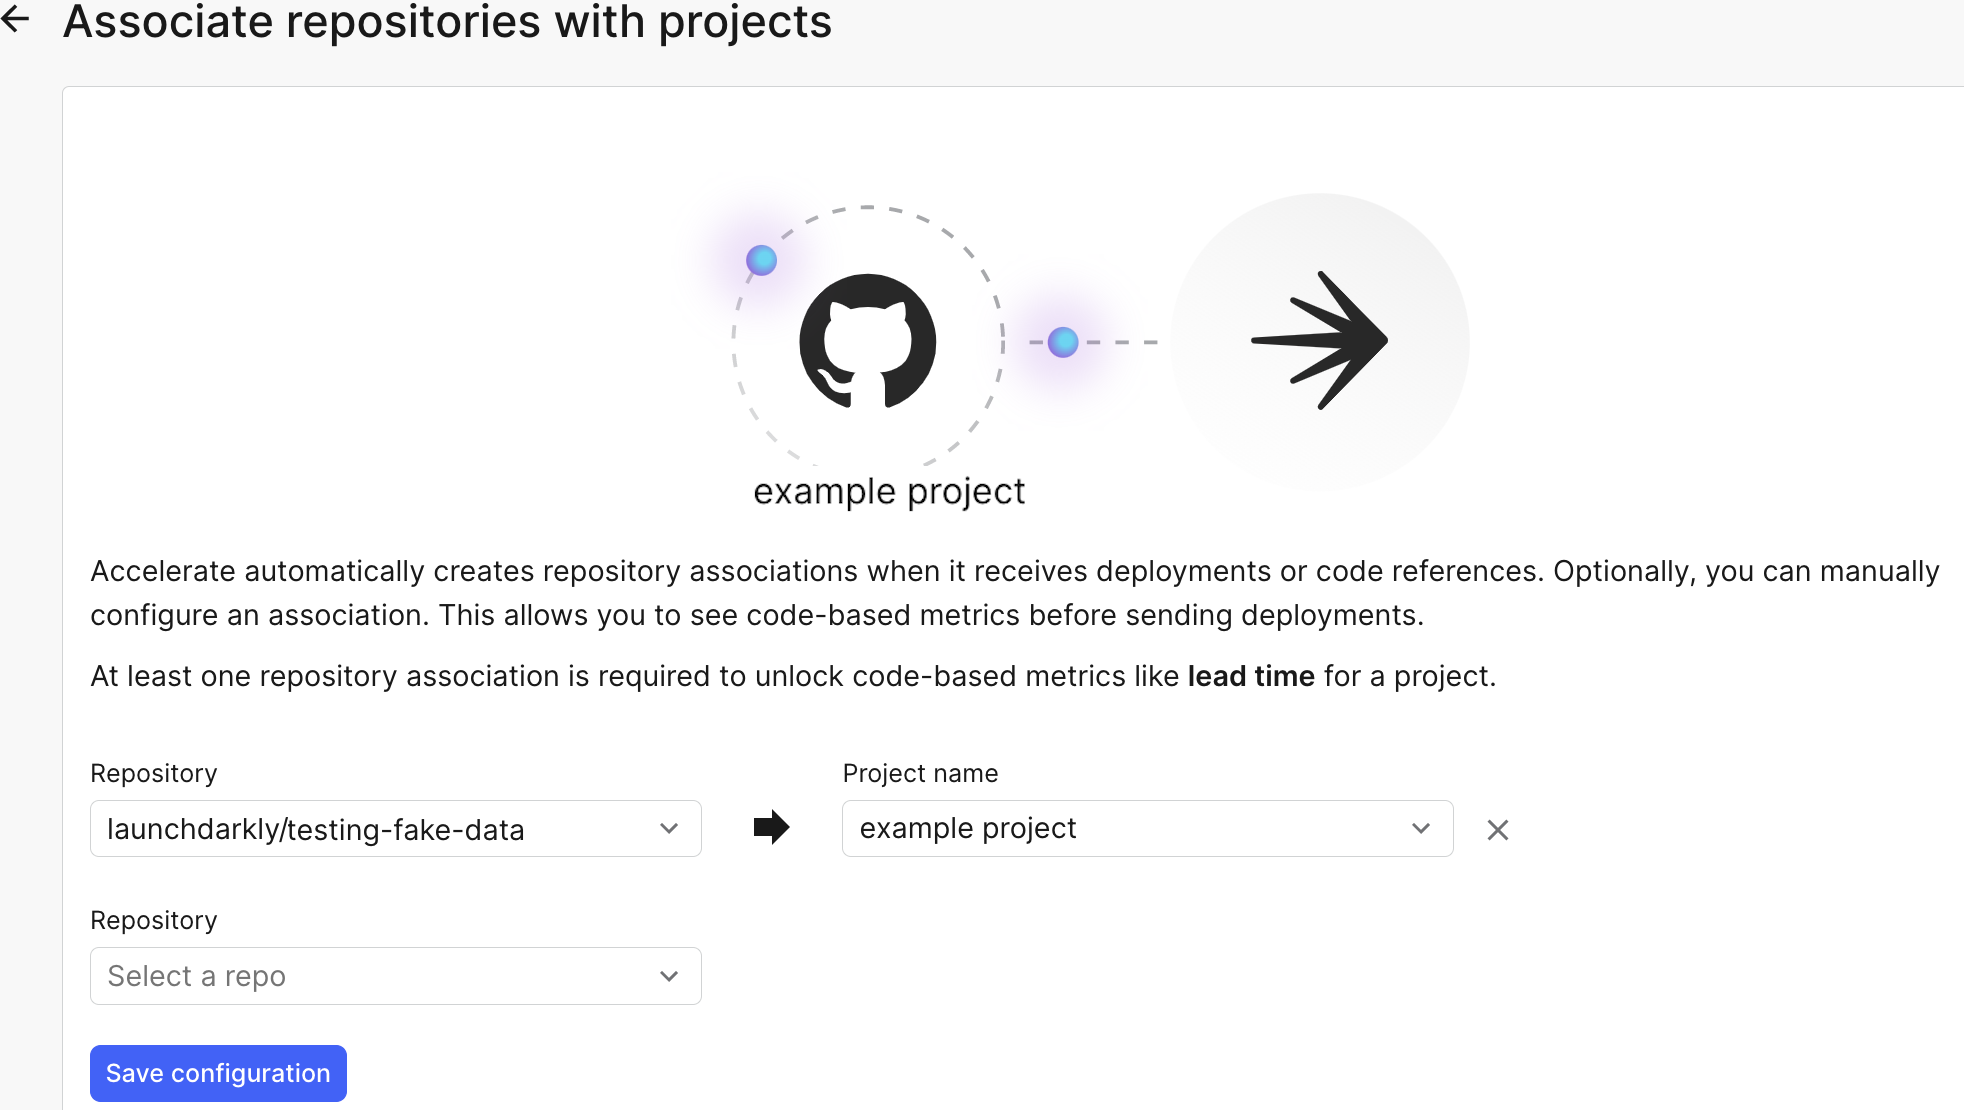 Associate repositories with projects
example project
Accelerate automatically creates repository associations when it receives deployments or code references. Optionally, you can manually
configure an association. This allows you to see code-based metrics before sending deployments.
At least one repository association is required to unlock code-based metrics like lead time for a project.
Repository
Project name
launchdarkly/testing-fake-data
example project
Repository
Select a repo
Save configuration